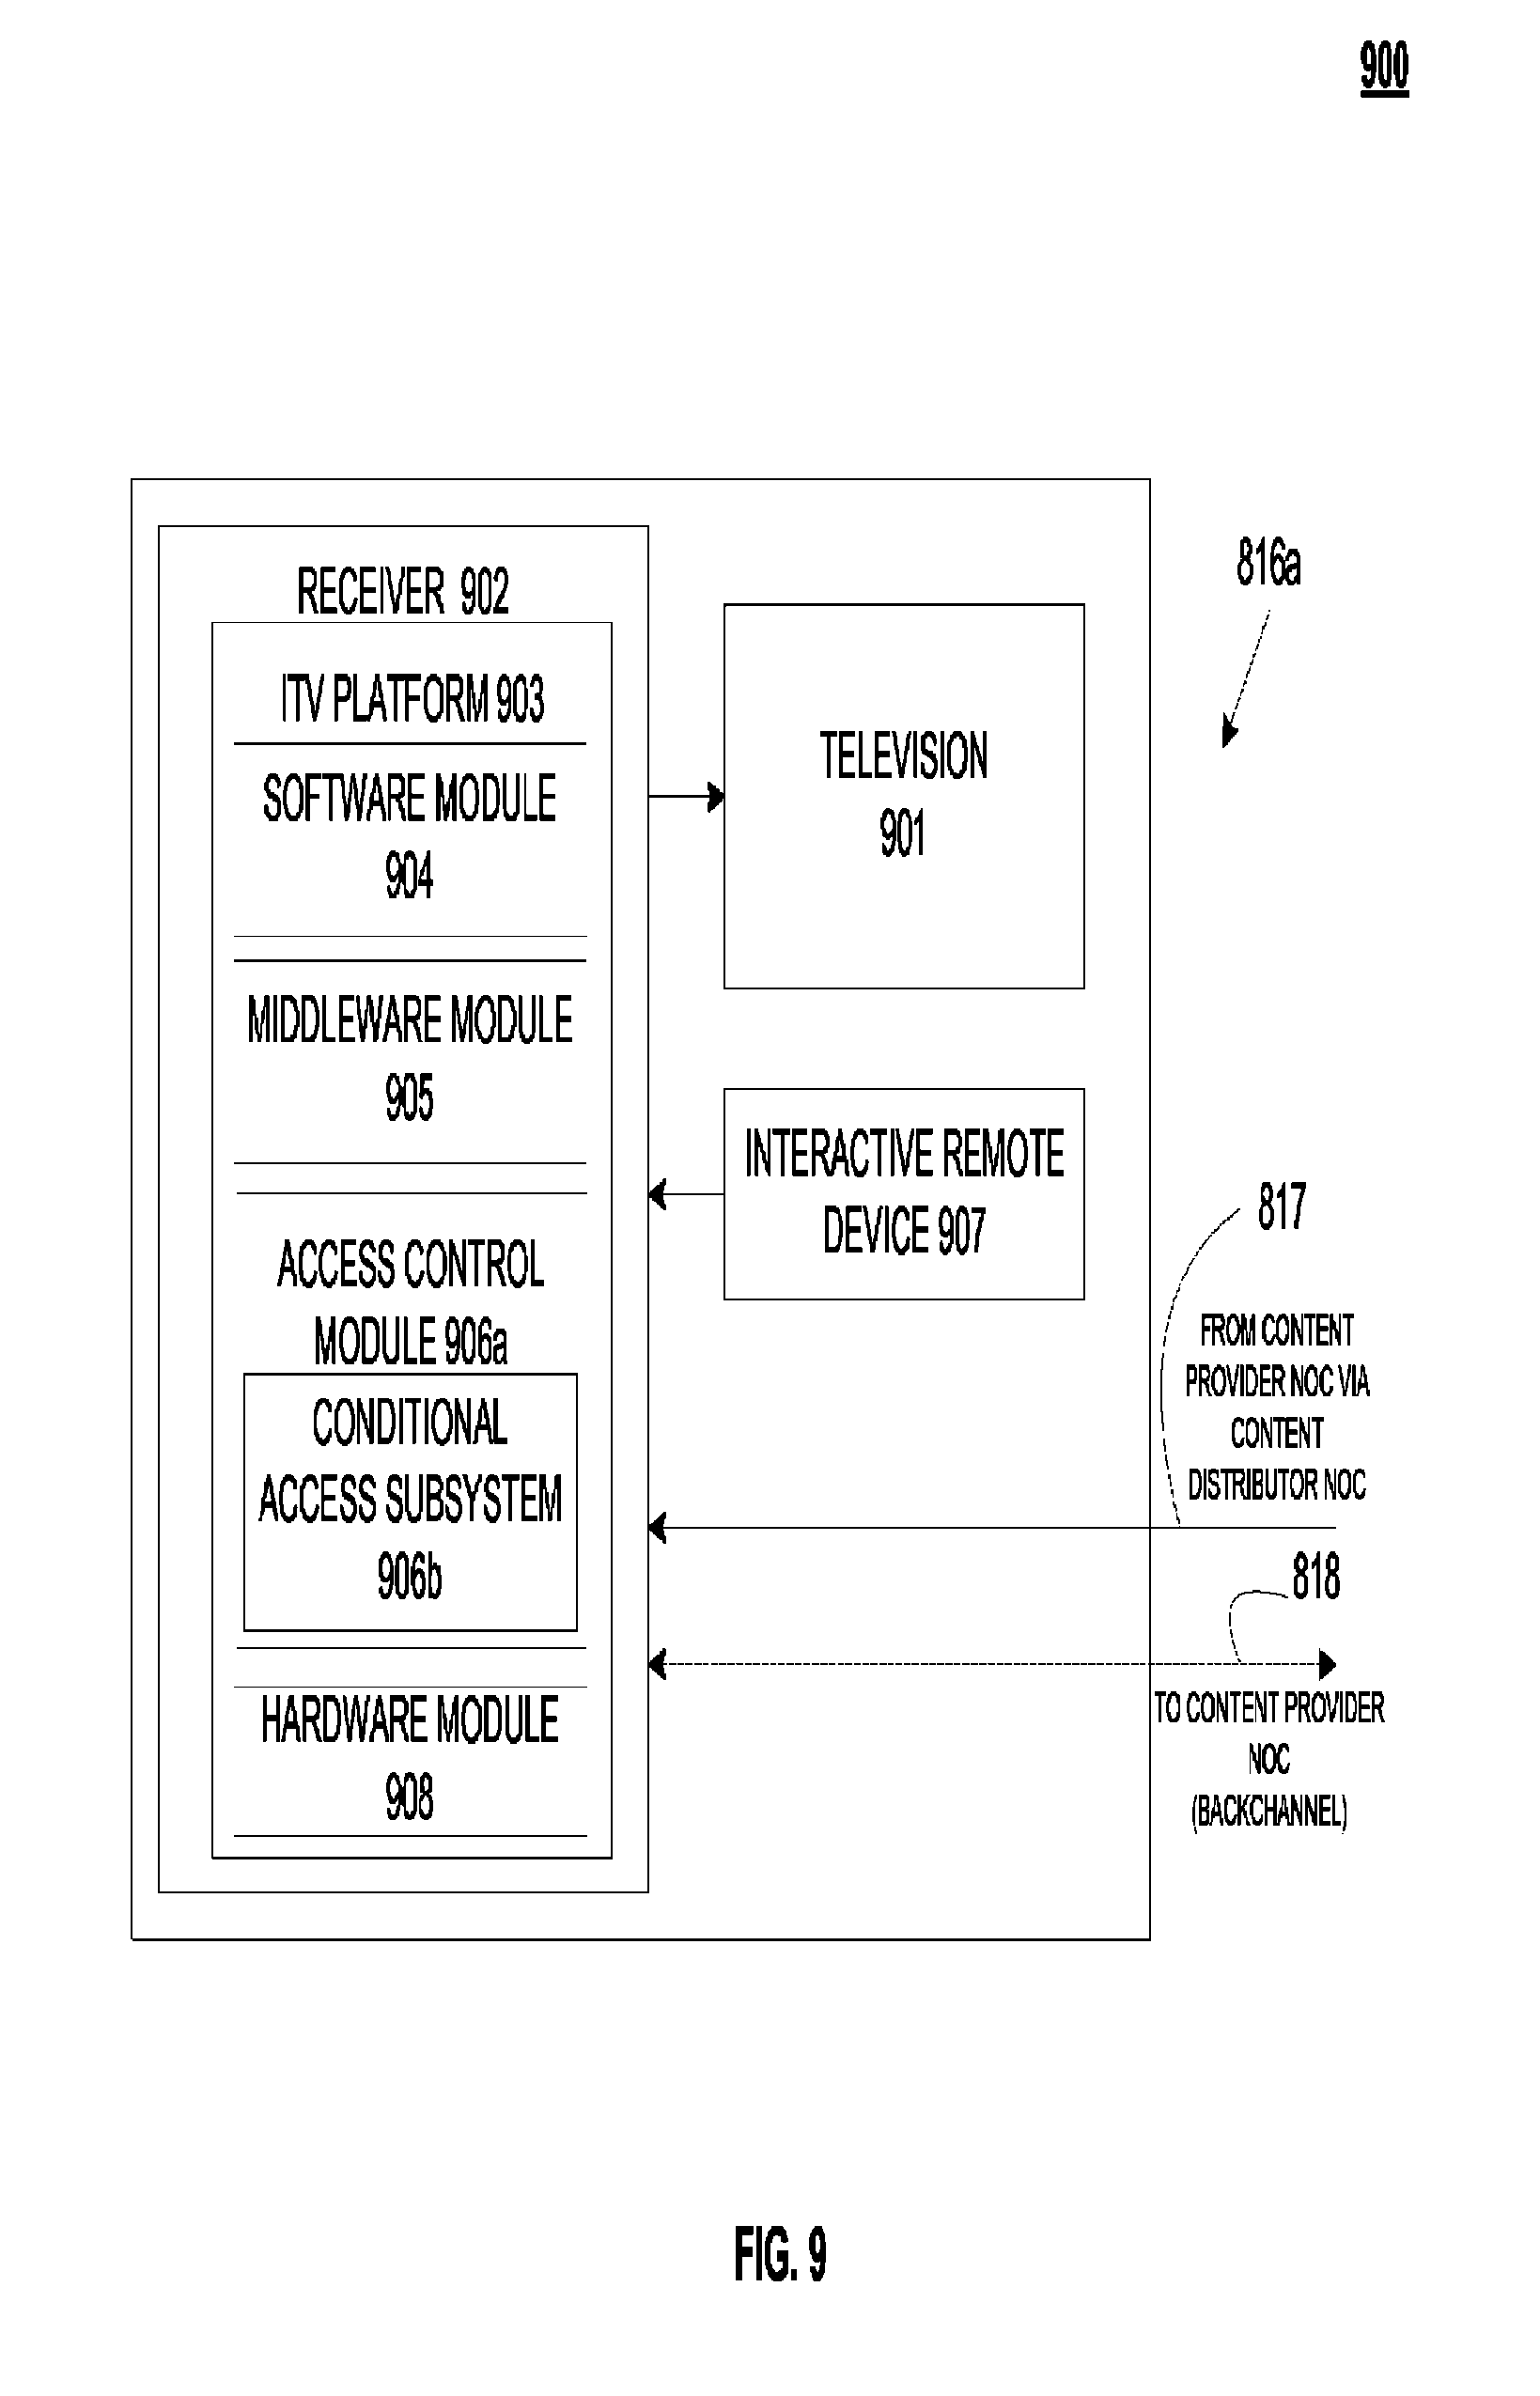 900
RECEIVER 902
ITV PLATFORM 903
SOFTWARE MODULE
904
MIDDLEWARE MODULE
905
ACCESS CONTROL
MODULE 906a
CONDITIONAL
ACCESS SUBSYSTEM
906b
HARDWARE MODULE
908
TELEVISION
901
INTERACTIVE REMOTE
DEVICE 907
816a
817
FROM CONTENT
PROVIDER NOC VIA
CONTENT
DISTRIBUTOR NOC
818
TO CONTENT PROVIDER
NOC
(BACKCHANNEL)
FIG. 9